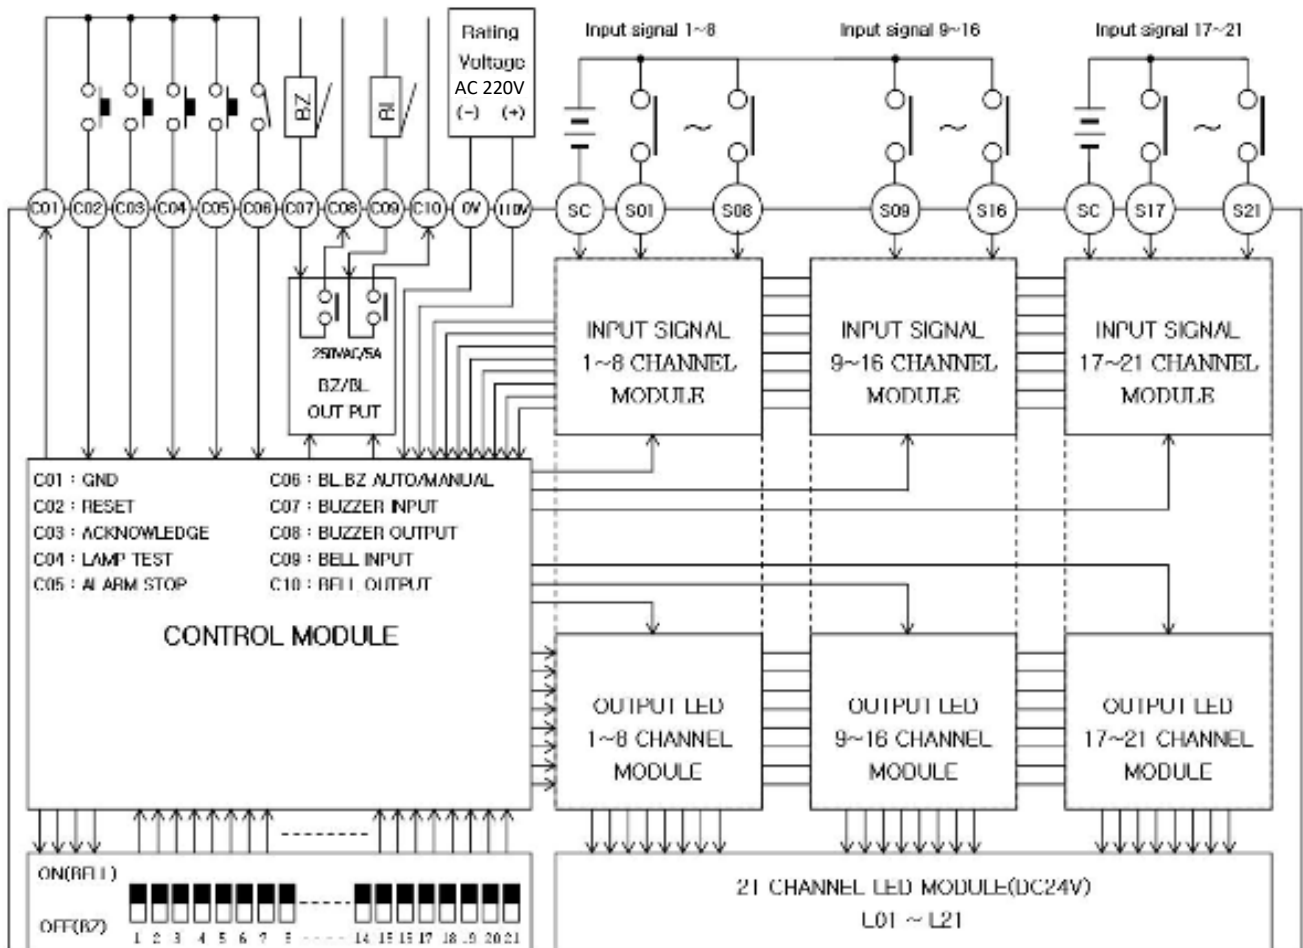 Rating
Voltage
AC 220V
(-) (+)
Input signal 1~8
Input signal 9~16
Input signal 17~21
BZ
BL
~
~
~
C01 C02 C03 C04 C05 C06 C07 C08 C09 C10 0V 110V SC S01 S08 S09 S16 SC S17 S21
250VAC/5A
BZ/BL
OUT PUT
INPUT SIGNAL
1~8 CHANNEL
MODULE
INPUT SIGNAL
9~16 CHANNEL
MODULE
INPUT SIGNAL
17~21 CHANNEL
MODULE
C01 : GND
C02 : RESET
C03 : ACKNOWLEDGE
C04 : LAMP TEST
C05 : ALARM STOP
C06 : BL.BZ AUTO/MANUAL
C07 : BUZZER INPUT
C08 : BUZZER OUTPUT
C09 : BELL INPUT
C10 : BELL OUTPUT
CONTROL MODULE
OUTPUT LED
1~8 CHANNEL
MODULE
OUTPUT LED
9~16 CHANNEL
MODULE
OUTPUT LED
17~21 CHANNEL
MODULE
ON(BELL)
OFF(BZ)
1 2 3 4 5 6 7 8 14 15 16 17 18 19 20 21
21 CHANNEL LED MODULE(DC24V)
L01 ~ L21